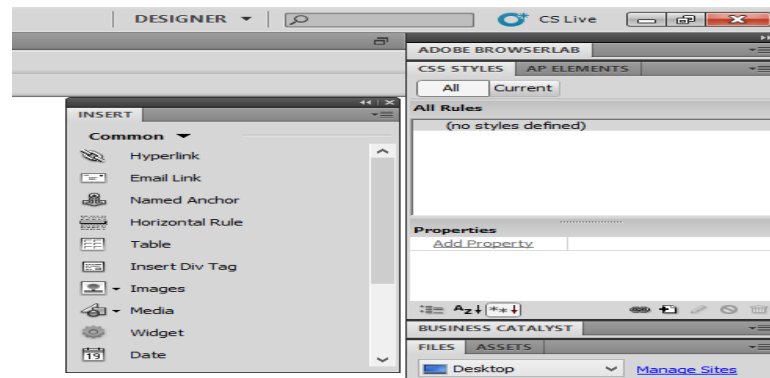 DESIGNER
CS Live
ADOBE BROWSERLAB
CSS STYLES AP ELEMENTS
All Current
All Rules
(no styles defined)
INSERT
Common
Hyperlink
Email Link
Named Anchor
Horizontal Rule
Table
Insert Div Tag
Images
Media
Widget
19 Date
Properties
Add Property
Az
**
BUSINESS CATALYST
FILES ASSETS
Desktop Manage Sites